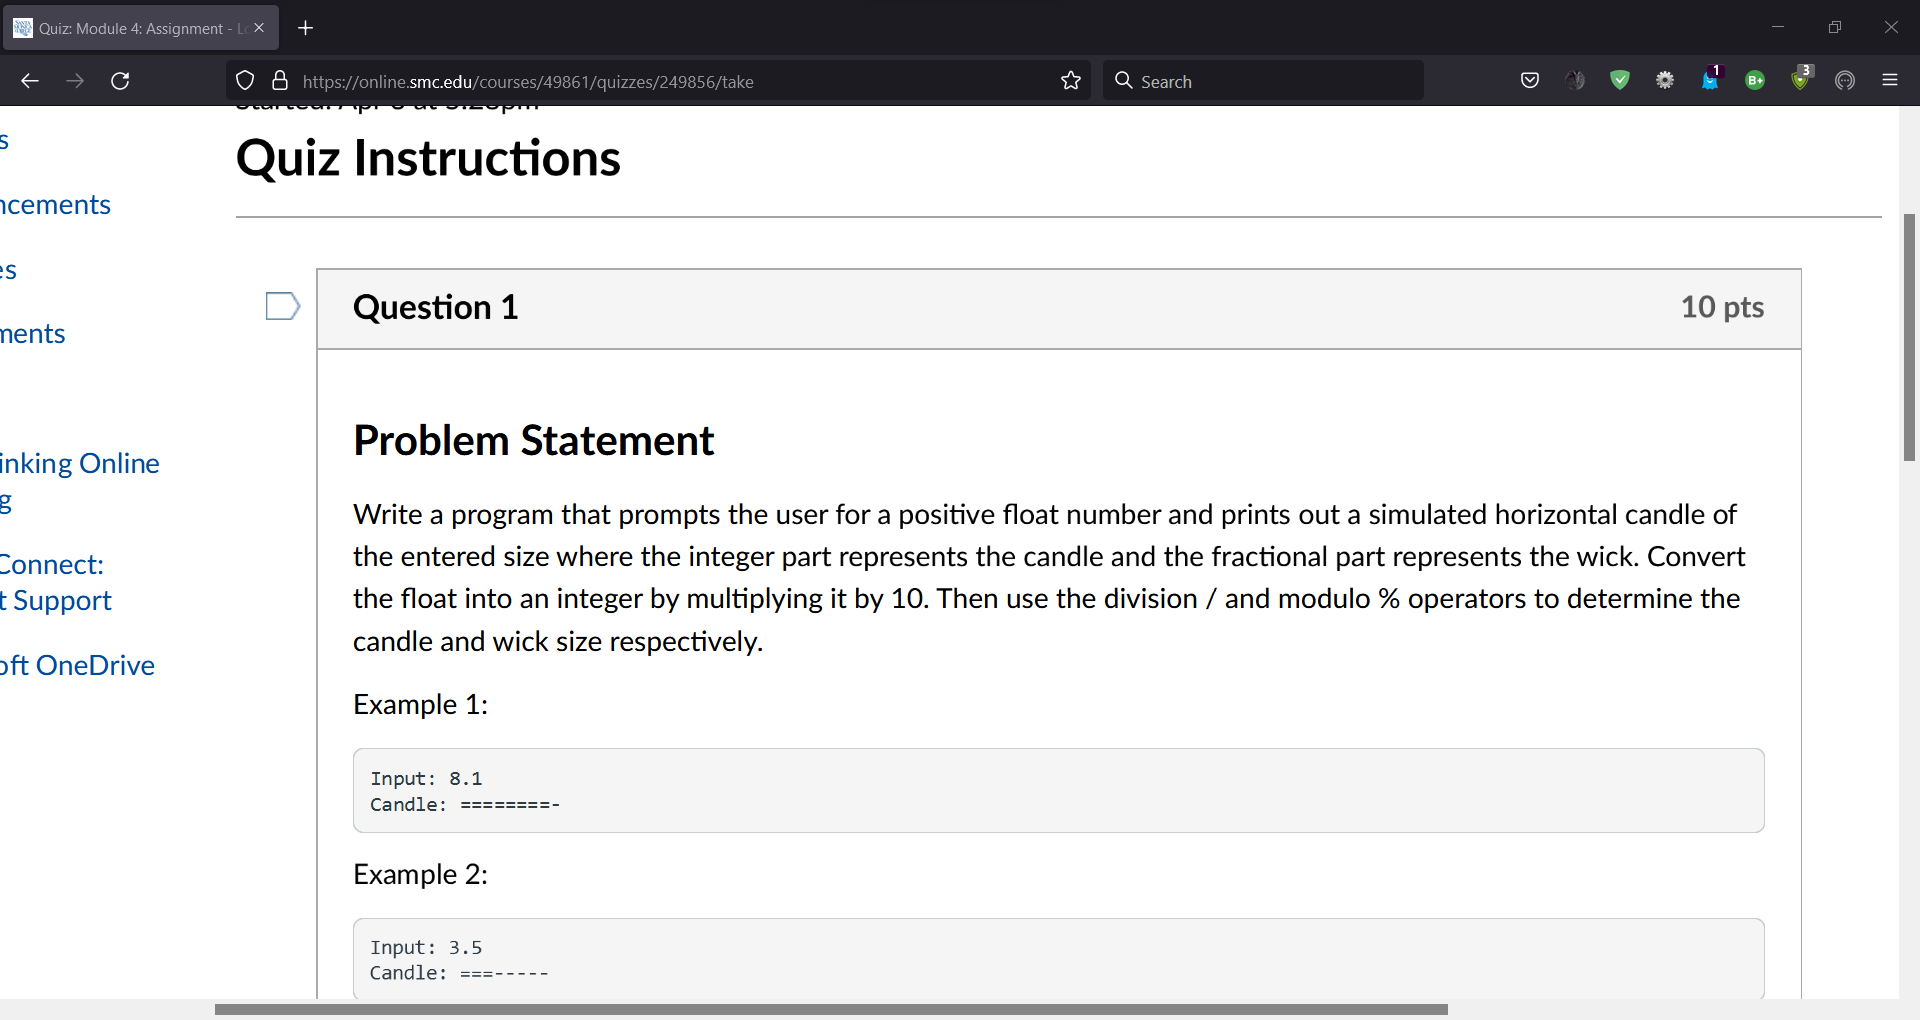 Quiz: Module 4: Assignment - Lo
https://online.smc.edu/courses/49861/quizzes/249856/take
Search
1
B+
3
s
ncements
es
ments
inking Online
g
Connect:
t Support
oft OneDrive
Quiz Instructions
Question 1
10 pts
Problem Statement
Write a program that prompts the user for a positive float number and prints out a simulated horizontal candle of
the entered size where the integer part represents the candle and the fractional part represents the wick. Convert
the float into an integer by multiplying it by 10. Then use the division / and modulo % operators to determine the
candle and wick size respectively.
Example 1:
Input: 8.1
Candle: ========-
Example 2:
Input: 3.5
Candle: ===-----